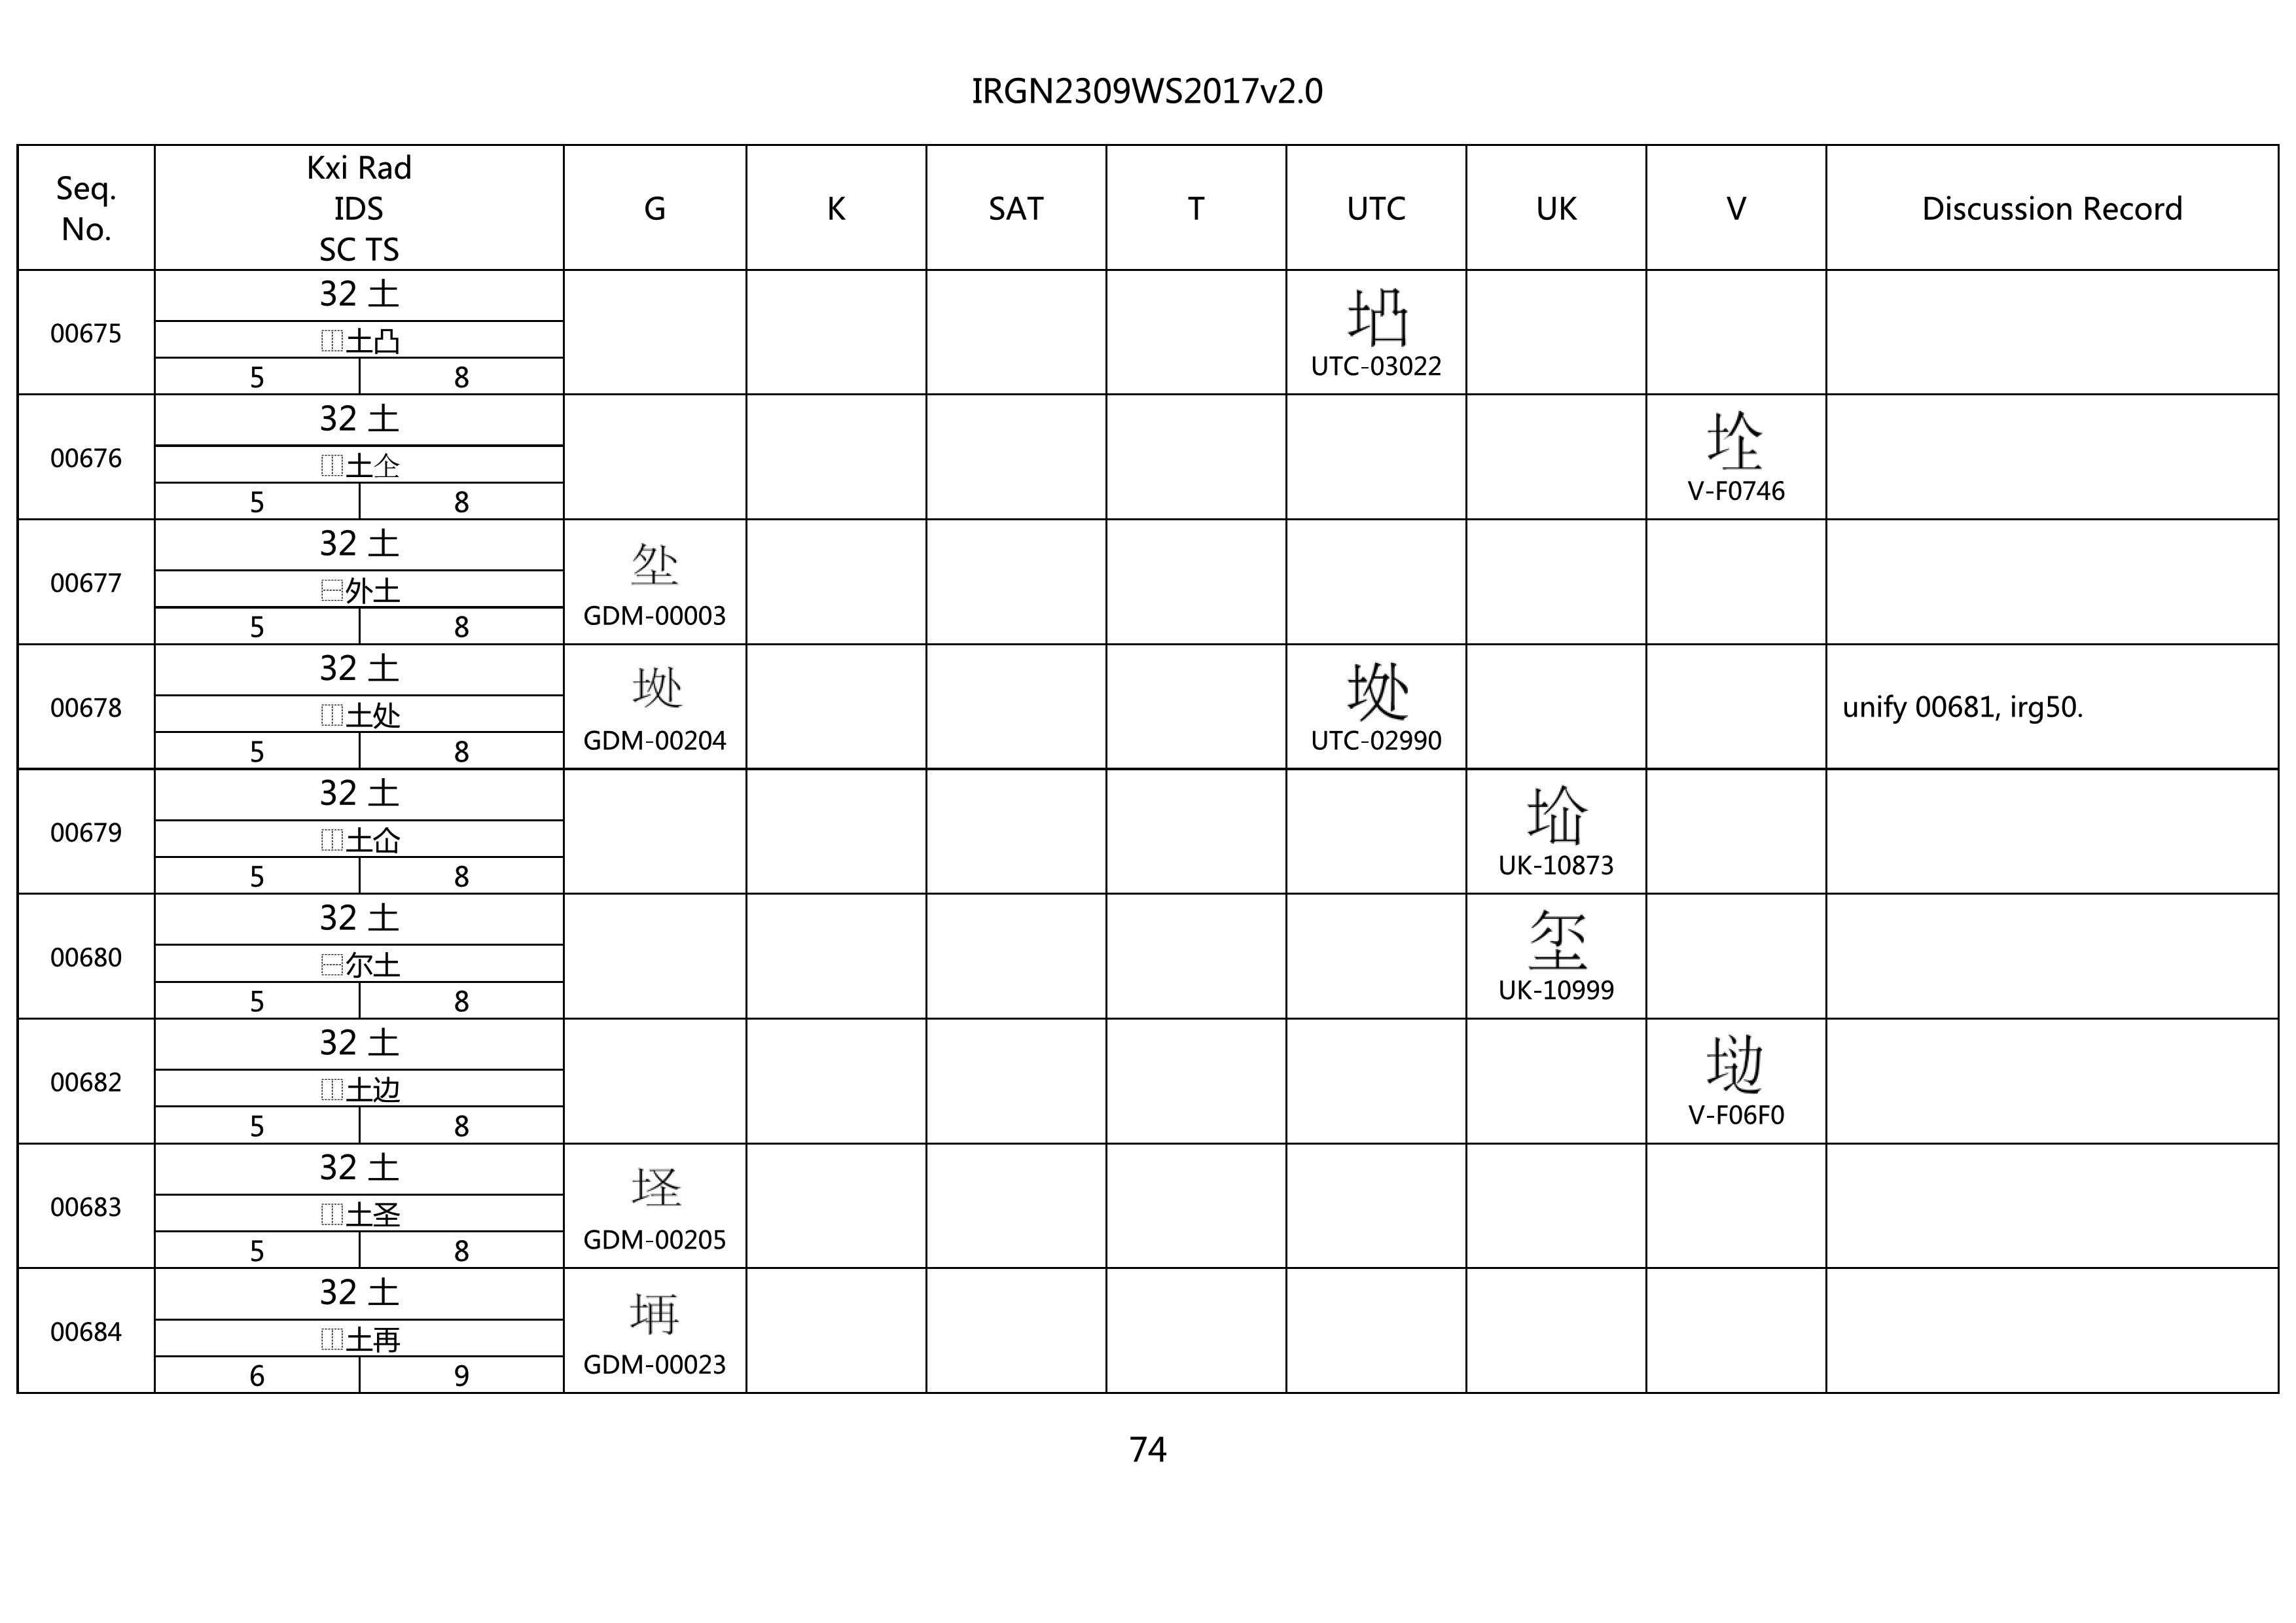 IRGN2309WS2017v2.0
Seq. No.
Kxi Rad
IDS
SC TS
G
K
SAT
T
UTC
UK
V
Discussion Record
00675
32 土
⿰土凸
5 8
UTC-03022
00676
32 土
⿰土仝
5 8
V-F0746
00677
32 土
⿱外土
5 8
GDM-00003
00678
32 土
⿰土处
5 8
GDM-00204
UTC-02990
unify 00681, irg50.
00679
32 土
⿰土仚
5 8
UK-10873
00680
32 土
⿱尔土
5 8
UK-10999
00682
32 土
⿰土边
5 8
V-F06F0
00683
32 土
⿰土圣
5 8
GDM-00205
00684
32 土
⿰土再
6 9
GDM-00023
74